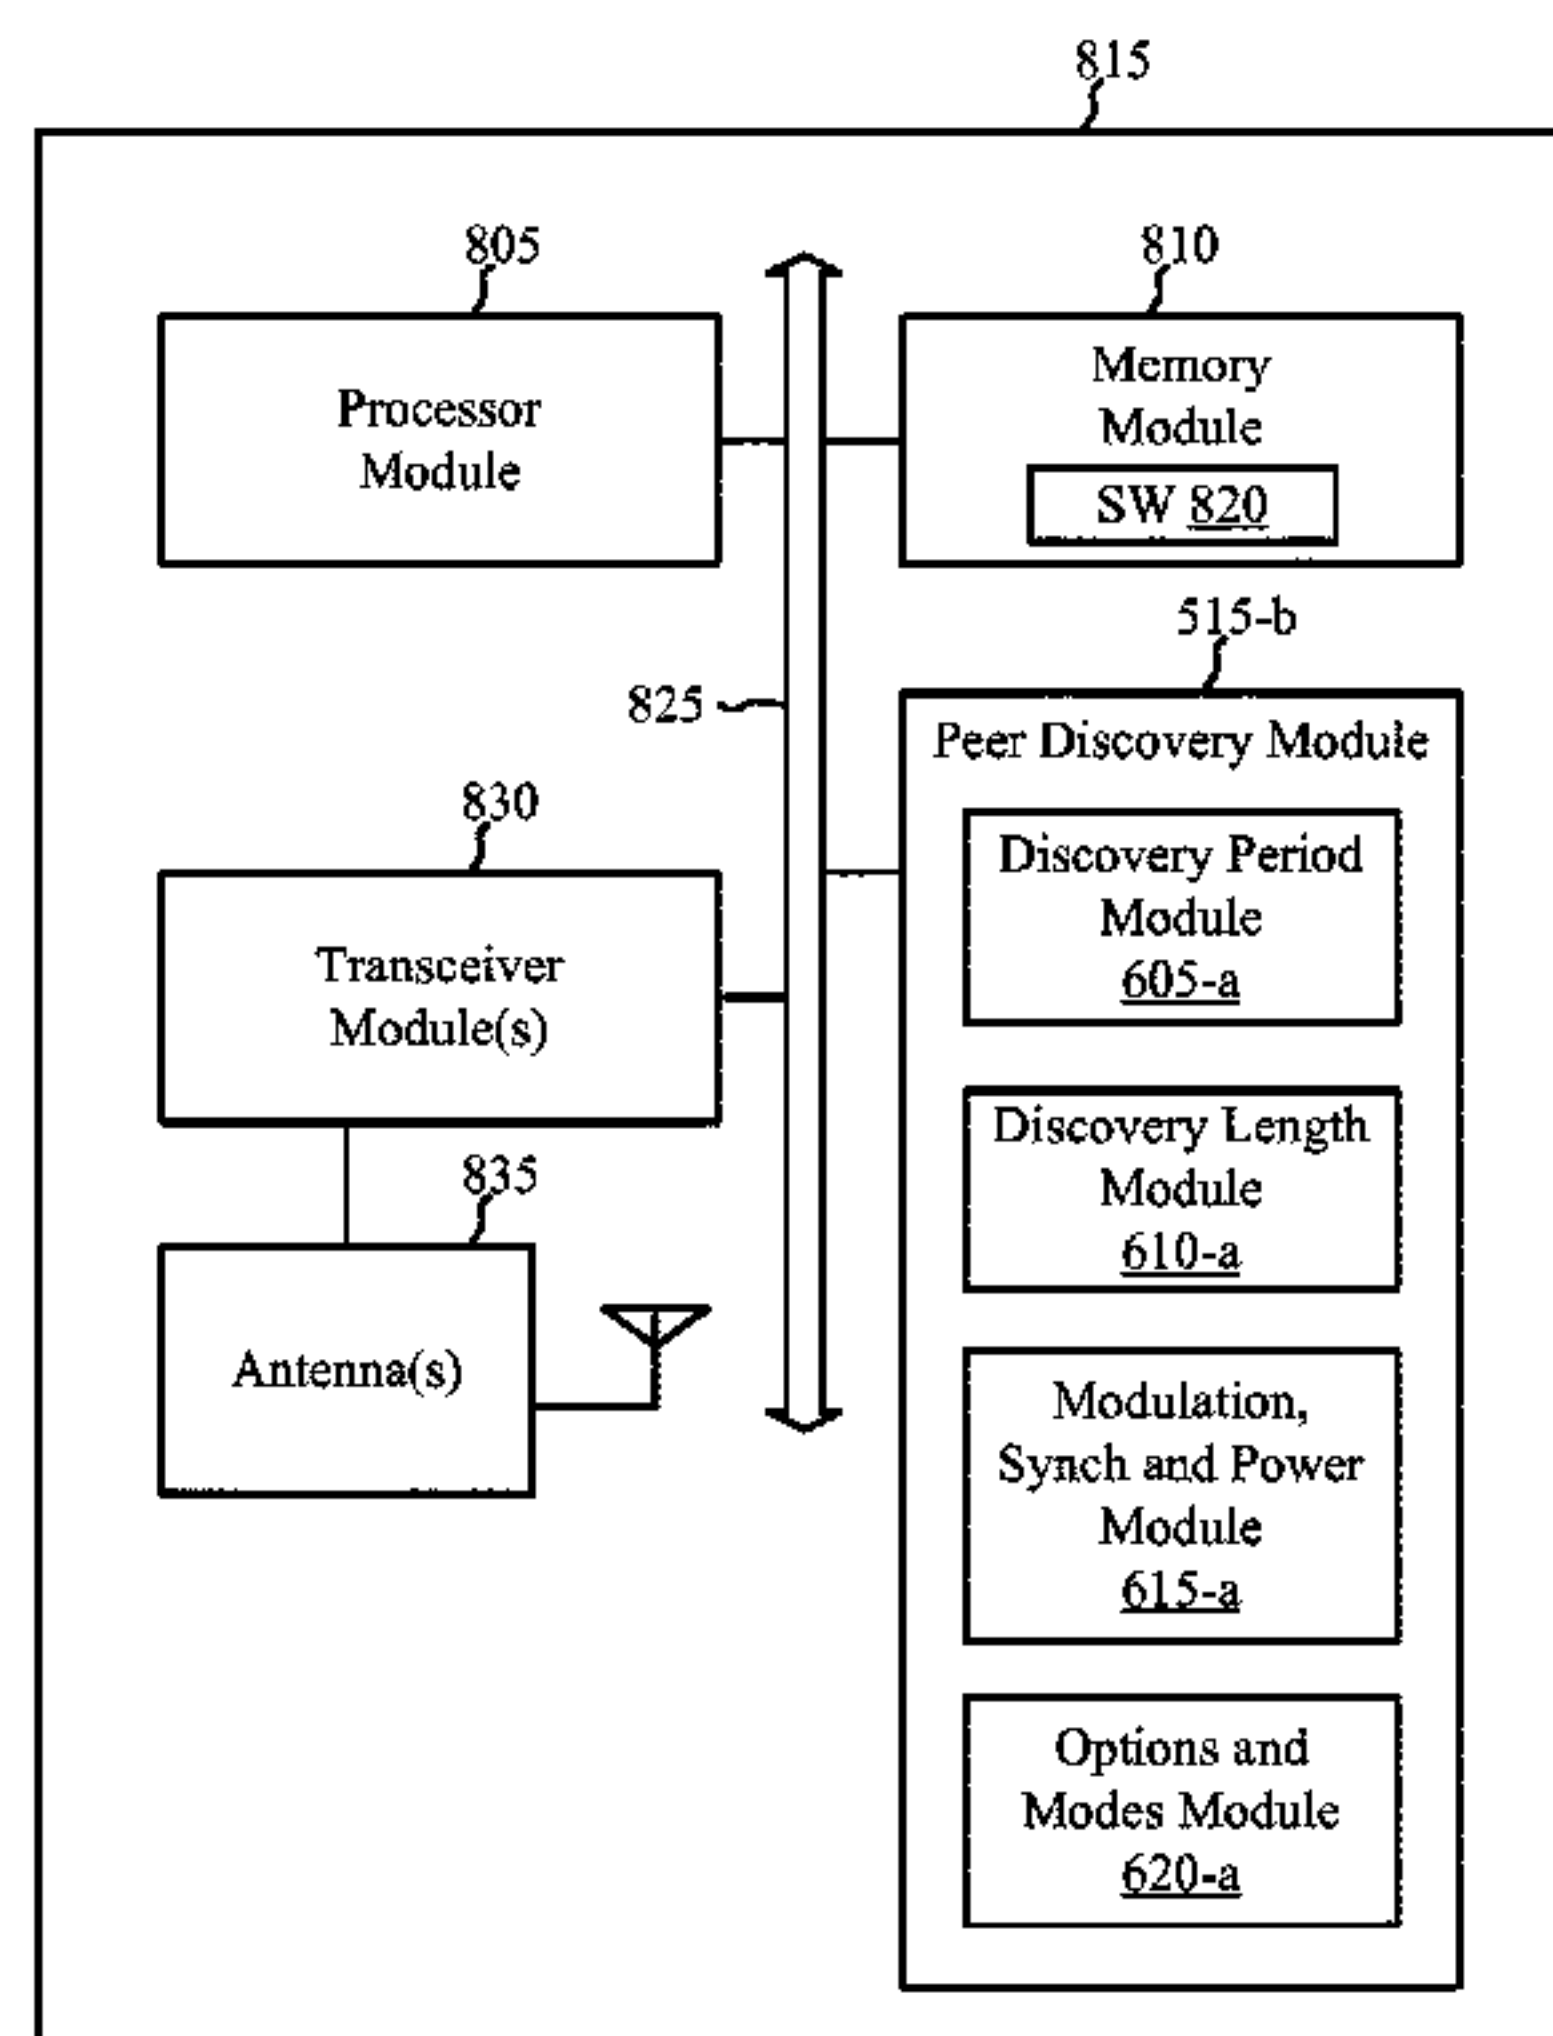 815
805
810
Processor
Module
Memory
Module
SW 820
515-b
825
Peer Discovery Module
830
Discovery Period
Module
605-a
Transceiver
Module(s)
Discovery Length
Module
610-a
835
Antenna(s)
Modulation,
Synch and Power
Module
615-a
Options and
Modes Module
620-a